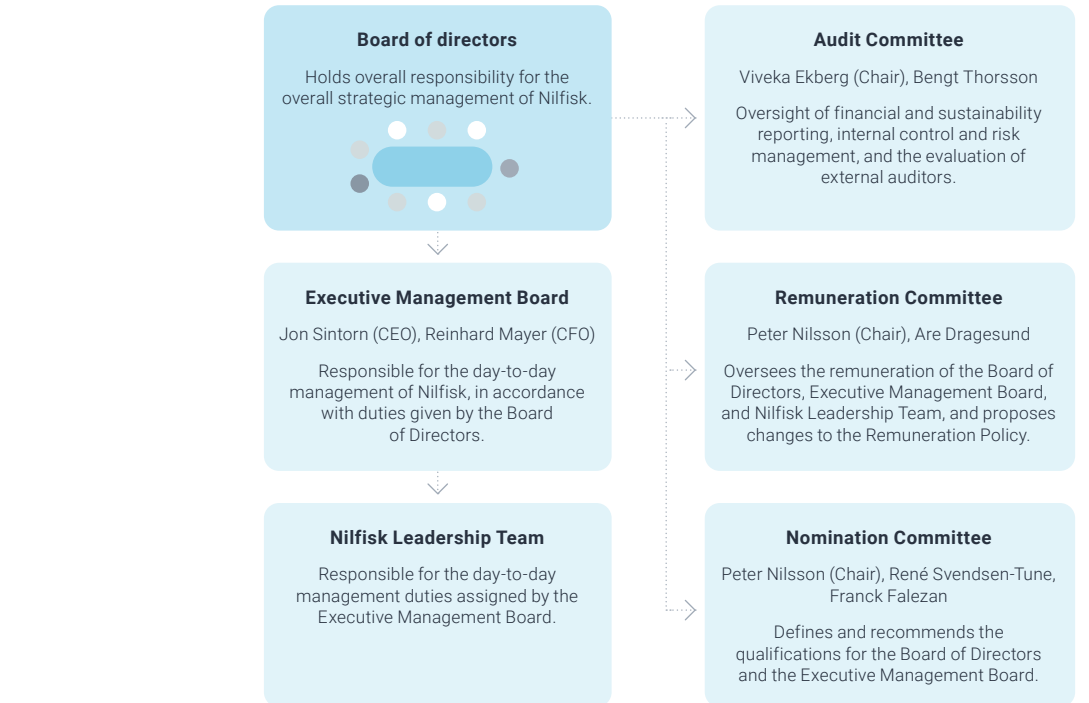 Board of directors
Holds overall responsibility for the
overall strategic management of Nilfisk.
Audit Committee
Viveka Ekberg (Chair), Bengt Thorsson
Oversight of financial and sustainability
reporting, internal control and risk
management, and the evaluation of
external auditors.
Executive Management Board
Jon Sintorn (CEO), Reinhard Mayer (CFO)
Responsible for the day-to-day
management of Nilfisk, in accordance
with duties given by the Board
of Directors.
Remuneration Committee
Peter Nilsson (Chair), Are Dragesund
Oversees the remuneration of the Board of
Directors, Executive Management Board,
and Nilfisk Leadership Team, and proposes
changes to the Remuneration Policy.
Nilfisk Leadership Team
Responsible for the day-to-day
management duties assigned by the
Executive Management Board.
Nomination Committee
Peter Nilsson (Chair), René Svendsen-Tune,
Franck Falezan
Defines and recommends the
qualifications for the Board of Directors
and the Executive Management Board.